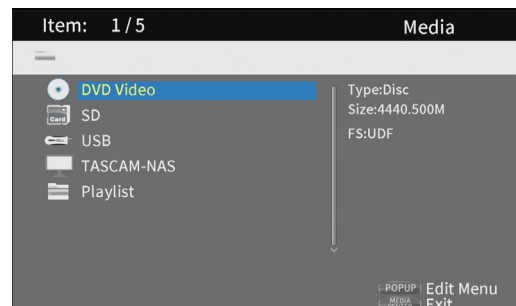 Item: 1/5 Media
DVD Video
Type:Disc
Card SD
Size:4440.500M
USB
FS:UDF
TASCAM-NAS
Playlist
POPUP Edit Menu
MEDIA Exit